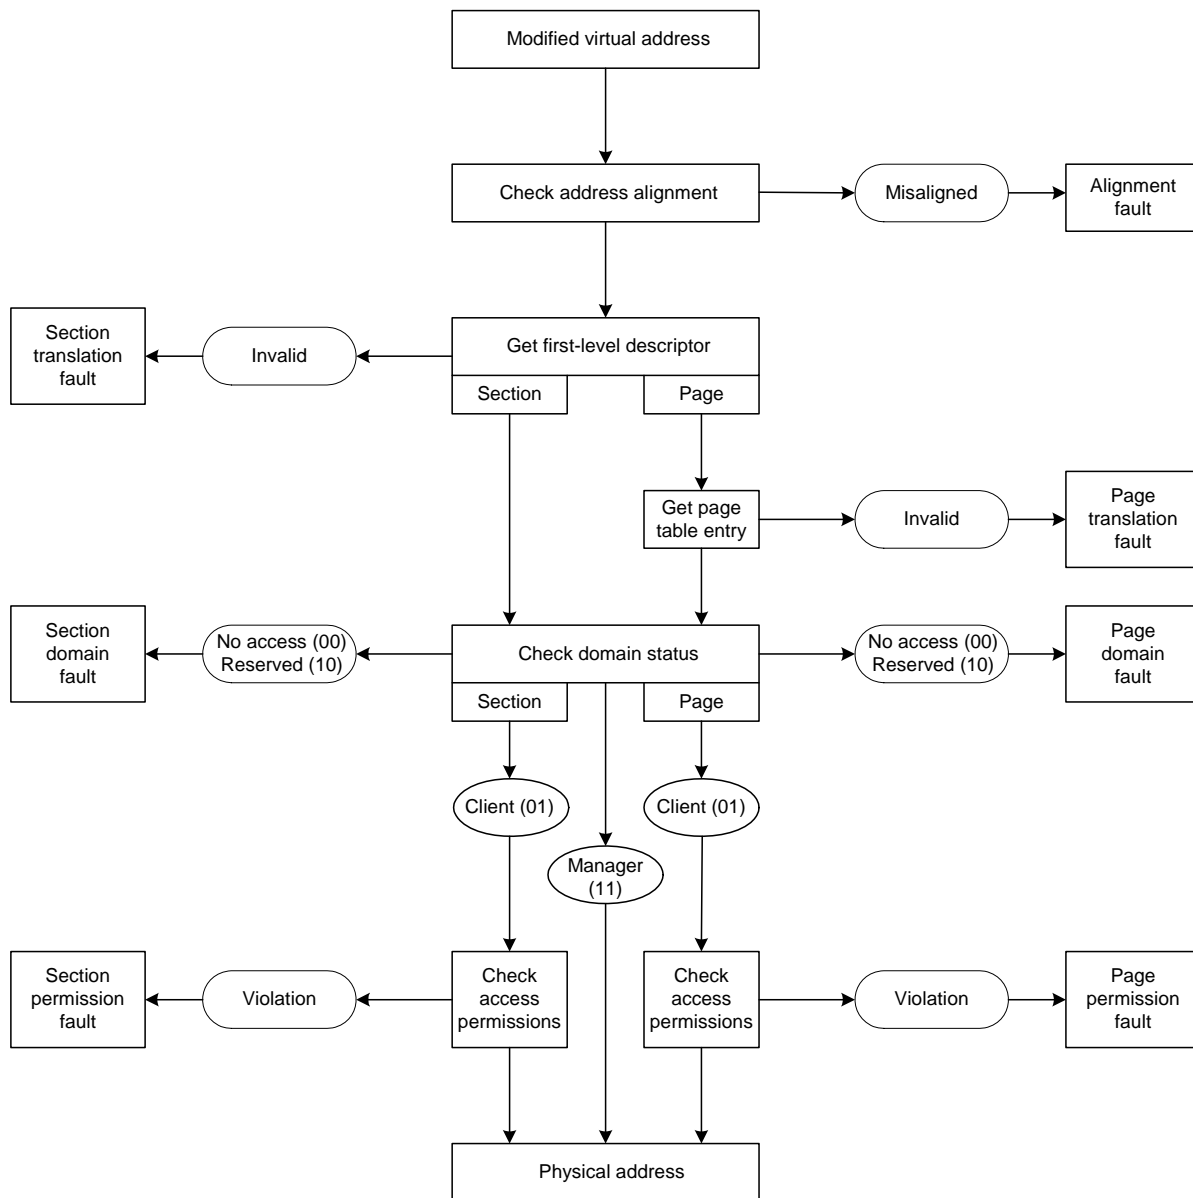 Modified virtual address
Check address alignment
Misaligned
Alignment
fault
Section
translation
fault
Invalid
Get first-level descriptor
Section
Page
Get page
table entry
Invalid
Page
translation
fault
Section
domain
fault
No access (00)
Reserved (10)
Check domain status
No access (00)
Reserved (10)
Page
domain
fault
Section
Page
Client (01)
Client (01)
Manager
(11)
Section
permission
fault
Violation
Check
access
permissions
Check
access
permissions
Violation
Page
permission
fault
Physical address